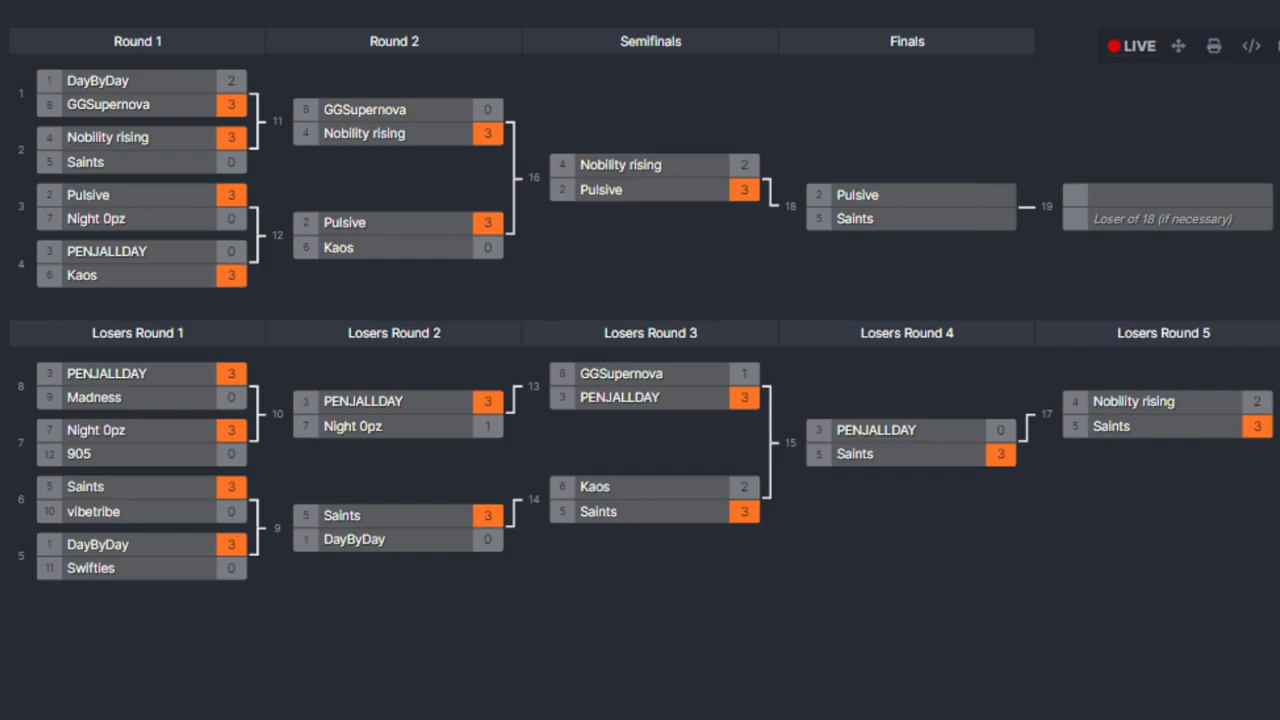 Round 1 Round 2 Semifinals Finals
LIVE </>
1
1 DayByDay 2
8 GGSupernova 3
2
4 Nobility rising 3
5 Saints 0
3
2 Pulsive 3
7 Night 0pz 0
4
3 PENJALLDAY 0
6 Kaos 3
11
8 GGSupernova 0
4 Nobility rising 3
12
2 Pulsive 3
6 Kaos 0
16
4 Nobility rising 2
2 Pulsive 3
18
2 Pulsive
5 Saints
19
Loser of 18 (if necessary)
Losers Round 1 Losers Round 2 Losers Round 3 Losers Round 4 Losers Round 5
8
3 PENJALLDAY 3
9 Madness 0
7
7 Night 0pz 3
12 905 0
6
5 Saints 3
10 vibetribe 0
5
1 DayByDay 3
11 Swifties 0
10
3 PENJALLDAY 3
7 Night 0pz 1
9
5 Saints 3
1 DayByDay 0
13
8 GGSupernova 1
3 PENJALLDAY 3
14
6 Kaos 2
5 Saints 3
15
3 PENJALLDAY 0
5 Saints 3
17
4 Nobility rising 2
5 Saints 3